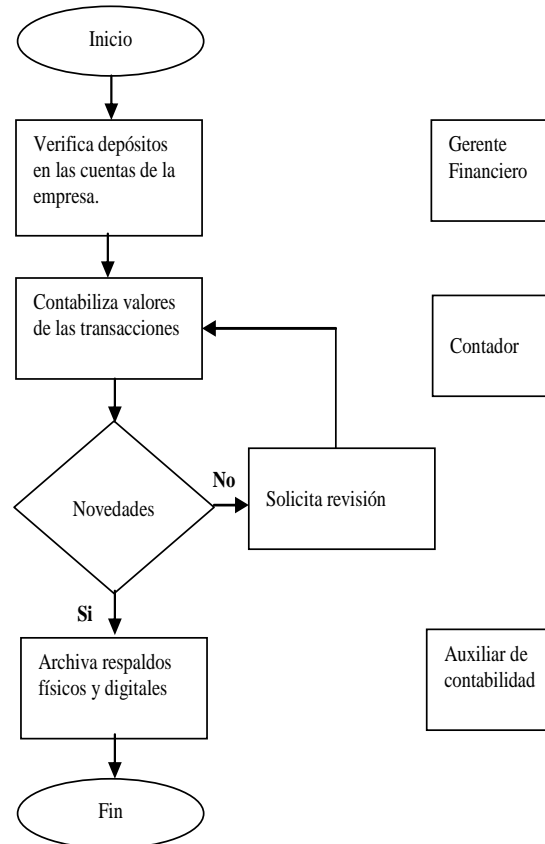 Inicio
Verifica depósitos
en las cuentas de la
empresa.
Gerente
Financiero
Contabiliza valores
de las transacciones
Contador
No
Novedades
Solicita revisión
Si
Archiva respaldos
físicos y digitales
Auxiliar de
contabilidad
Fin